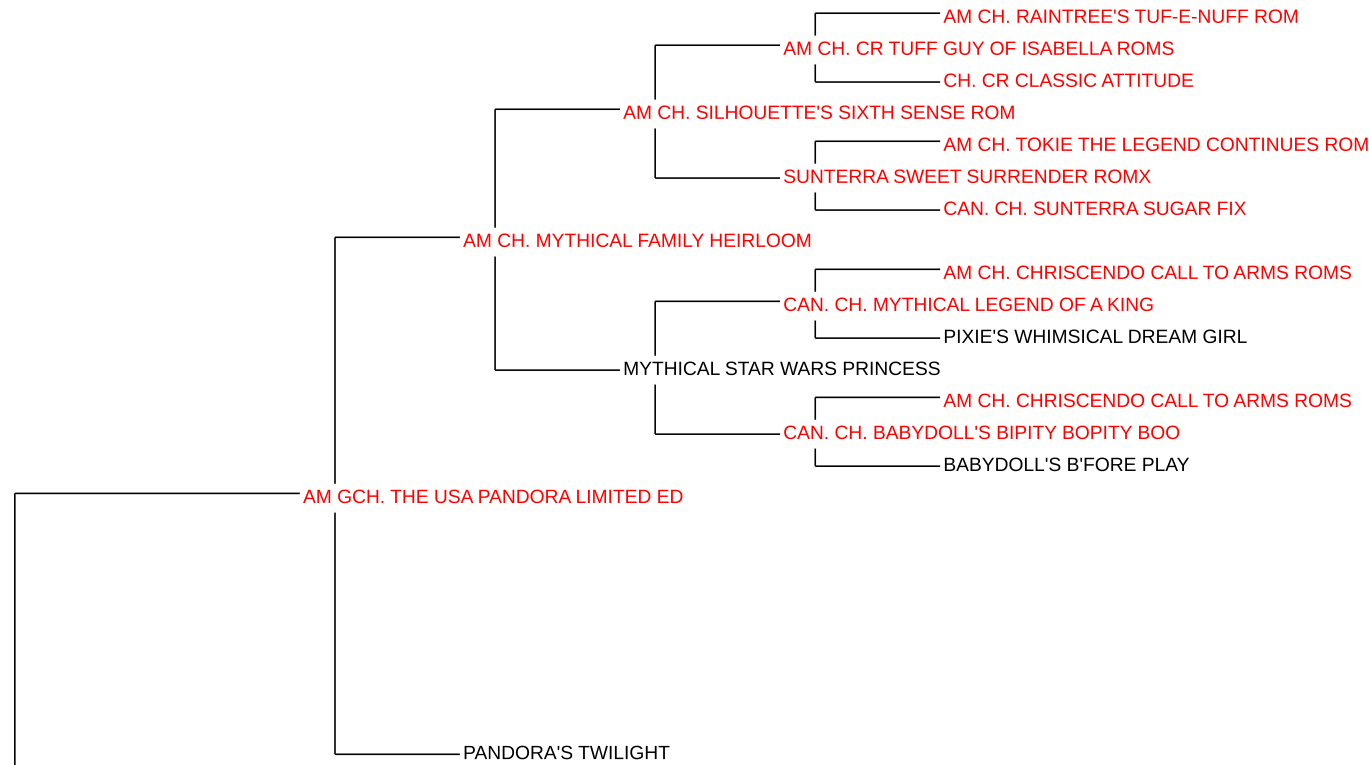 AM CH. RAINTREE'S TUF-E-NUFF ROM
AM CH. CR TUFF GUY OF ISABELLA ROMS
CH. CR CLASSIC ATTITUDE
AM CH. SILHOUETTE'S SIXTH SENSE ROM
AM CH. TOKIE THE LEGEND CONTINUES ROM
SUNTERRA SWEET SURRENDER ROMX
CAN. CH. SUNTERRA SUGAR FIX
AM CH. MYTHICAL FAMILY HEIRLOOM
AM CH. CHRISCENDO CALL TO ARMS ROMS
CAN. CH. MYTHICAL LEGEND OF A KING
PIXIE'S WHIMSICAL DREAM GIRL
MYTHICAL STAR WARS PRINCESS
AM CH. CHRISCENDO CALL TO ARMS ROMS
CAN. CH. BABYDOLL'S BIPITY BOPITY BOO
BABYDOLL'S B'FORE PLAY
AM GCH. THE USA PANDORA LIMITED ED
PANDORA'S TWILIGHT